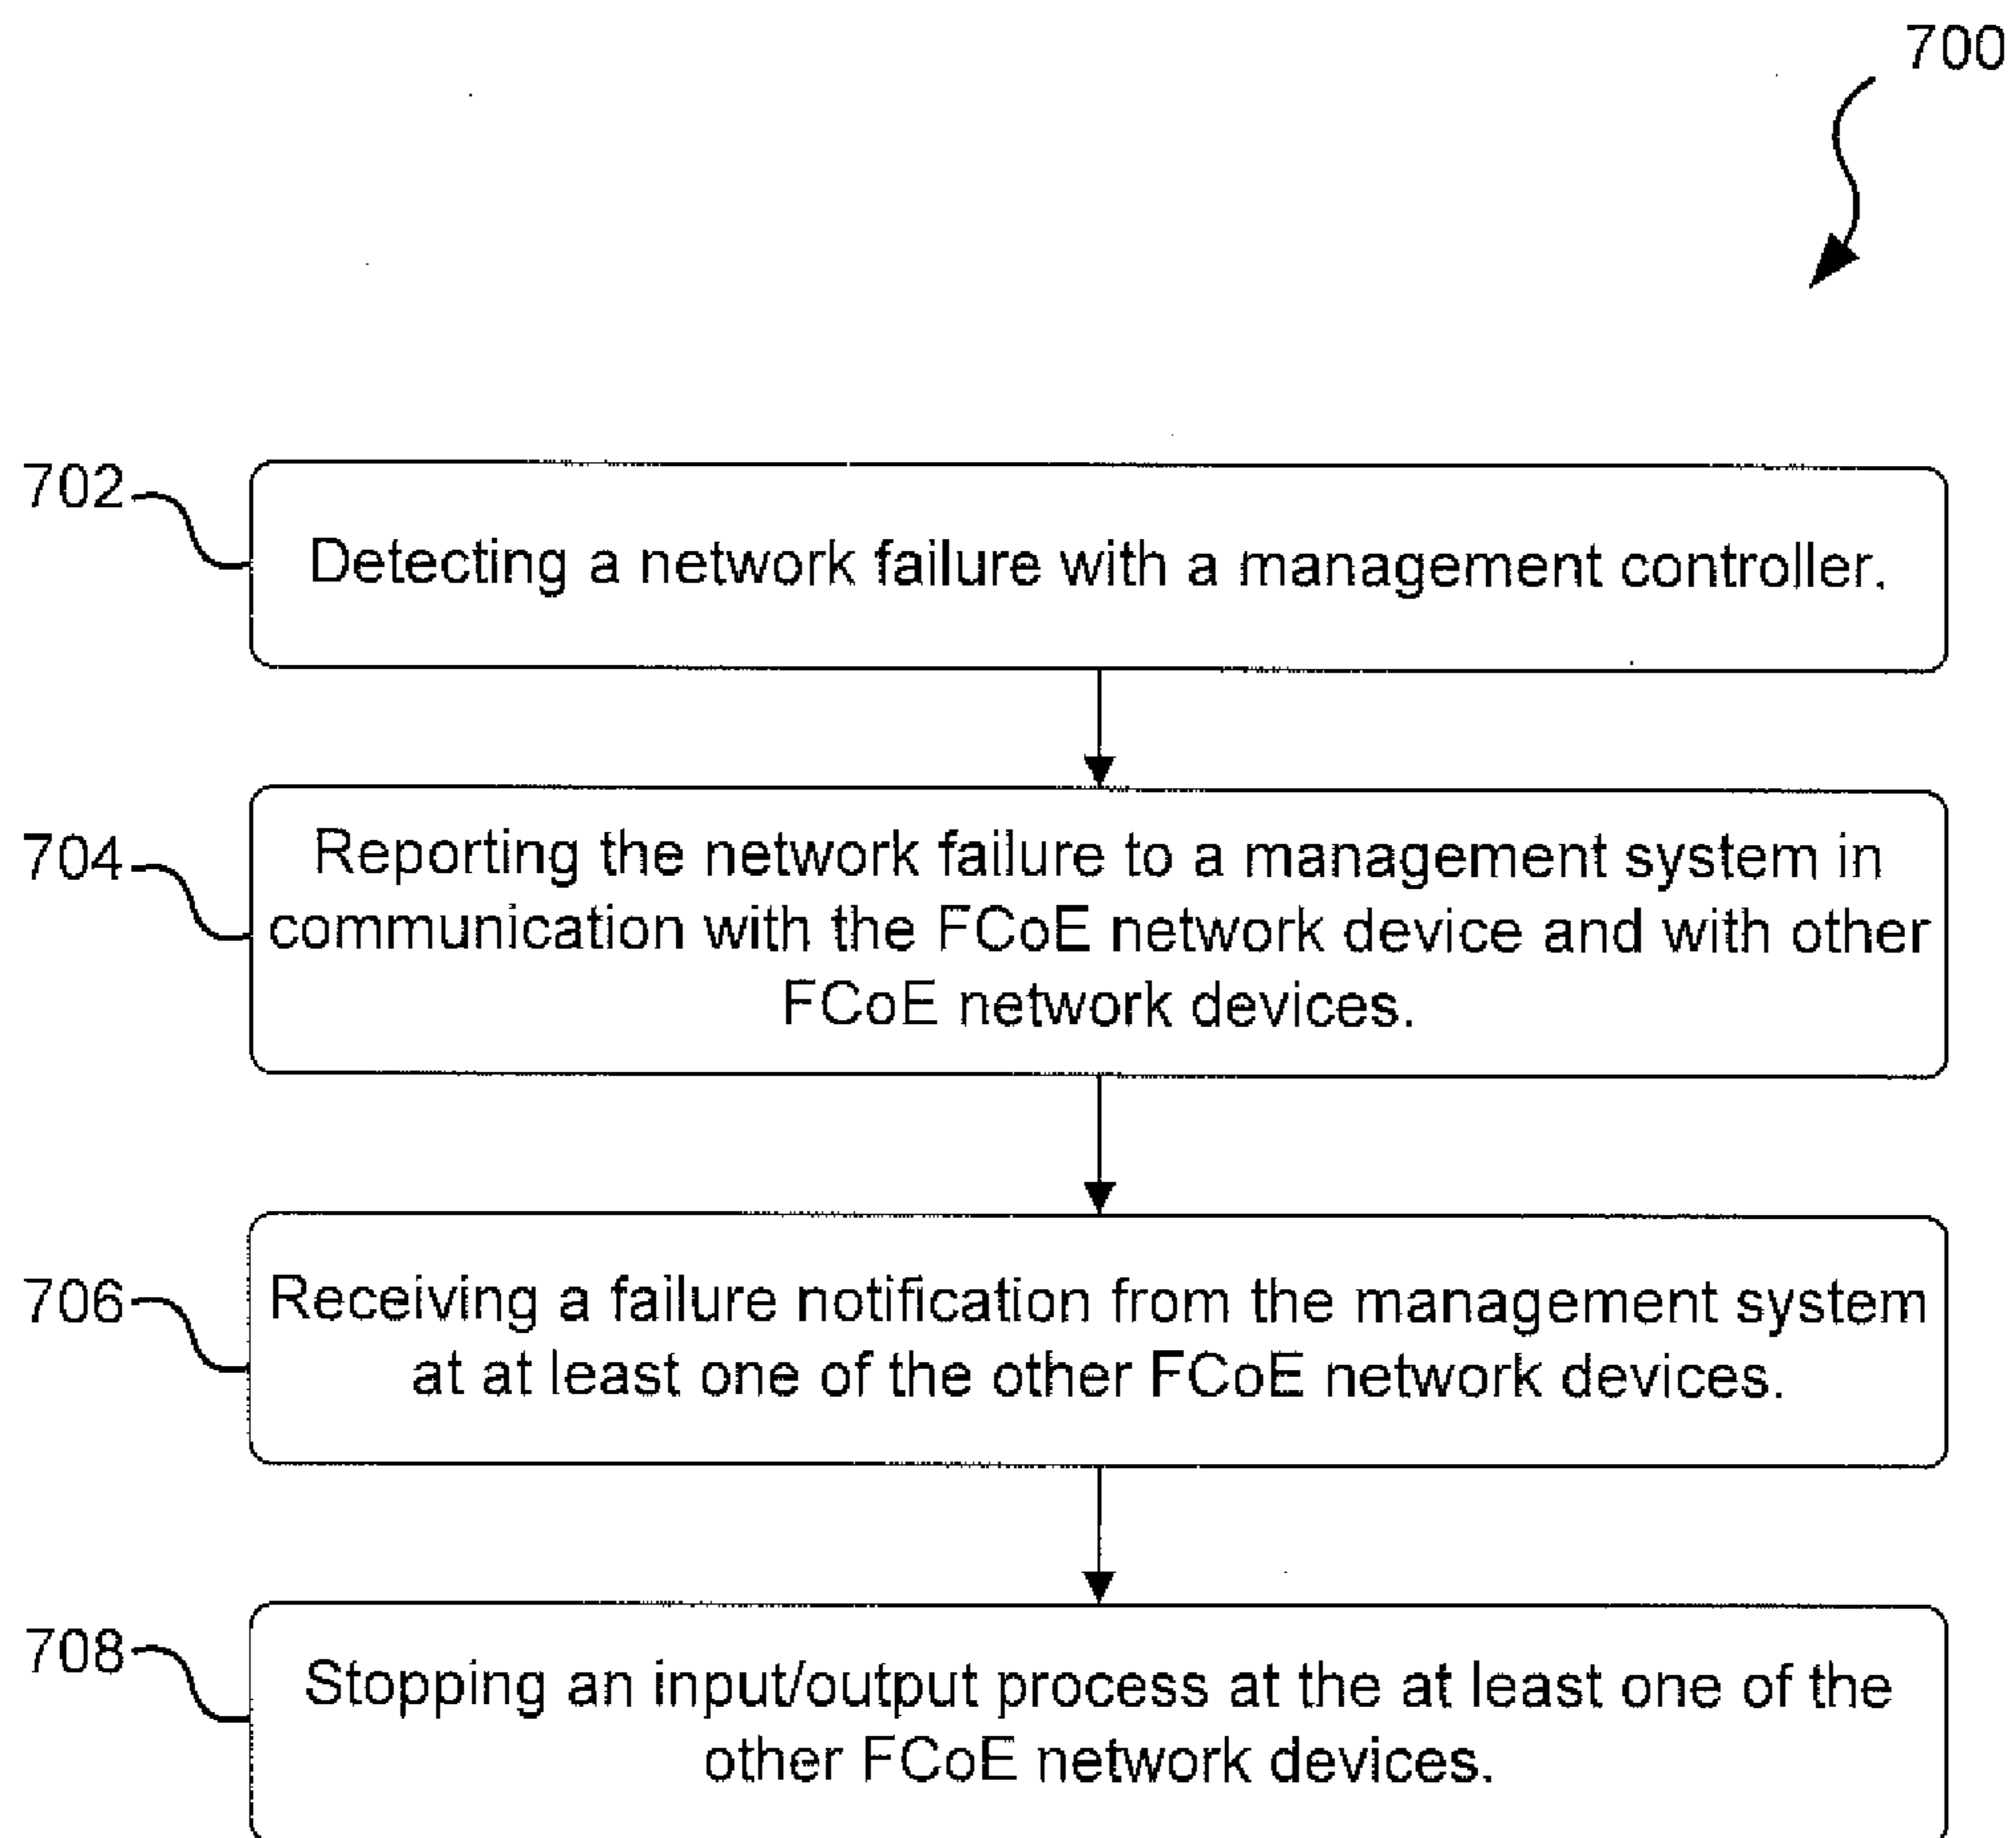 700
702
Detecting a network failure with a management controller.
704
Reporting the network failure to a management system in
communication with the FCoE network device and with other
FCoE network devices.
706
Receiving a failure notification from the management system
at at least one of the other FCoE network devices.
708
Stopping an input/output process at the at least one of the
other FCoE network devices.